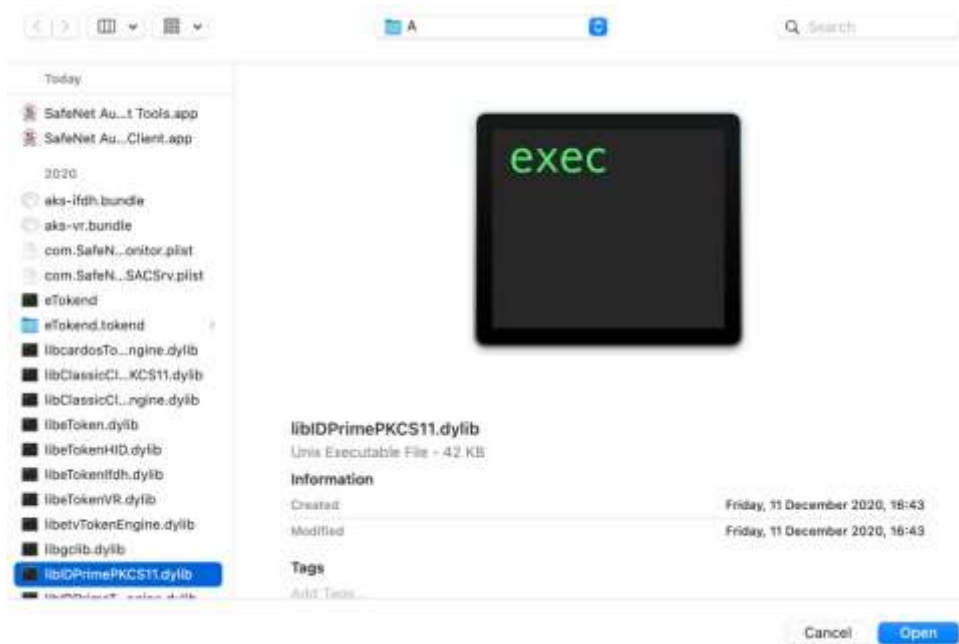 A
Search
Today
SafeNet Au...t Tools.app
SafeNet Au...Client.app
2020
aks-ifdh.bundle
aks-vr.bundle
com.SafeN...onitor.plist
com.SafeN...SACSrv.plist
eTokend
eTokend.tokend
libcardosTo...ngine.dylib
libClassicCl...KCS11.dylib
libClassicCl...ngine.dylib
libeToken.dylib
libeTokenHID.dylib
libeTokenIfdh.dylib
libeTokenVR.dylib
libetvTokenEngine.dylib
libgclib.dylib
libIDPrimePKCS11.dylib
exec
libIDPrimePKCS11.dylib
Unix Executable File - 42 KB
Information
Created Friday, 11 December 2020, 16:43
Modified Friday, 11 December 2020, 16:43
Tags
Add Tags...
Cancel Open